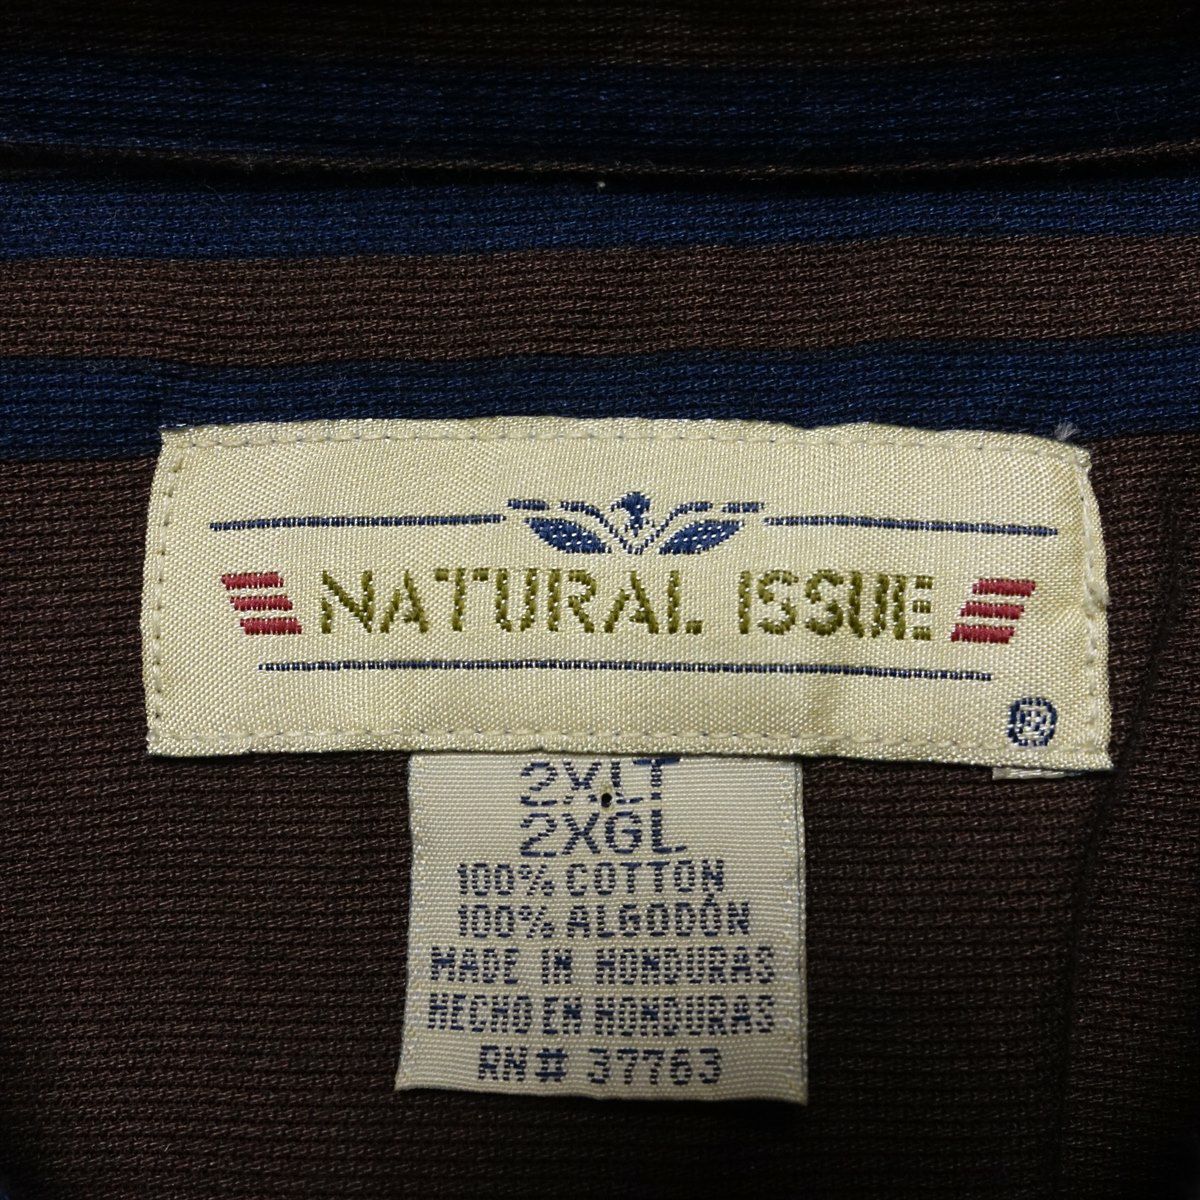 NATURAL ISSUE
®
2XLT
2XGL
100% COTTON
100% ALGODÓN
MADE IN HONDURAS
HECHO EN HONDURAS
RN# 37763